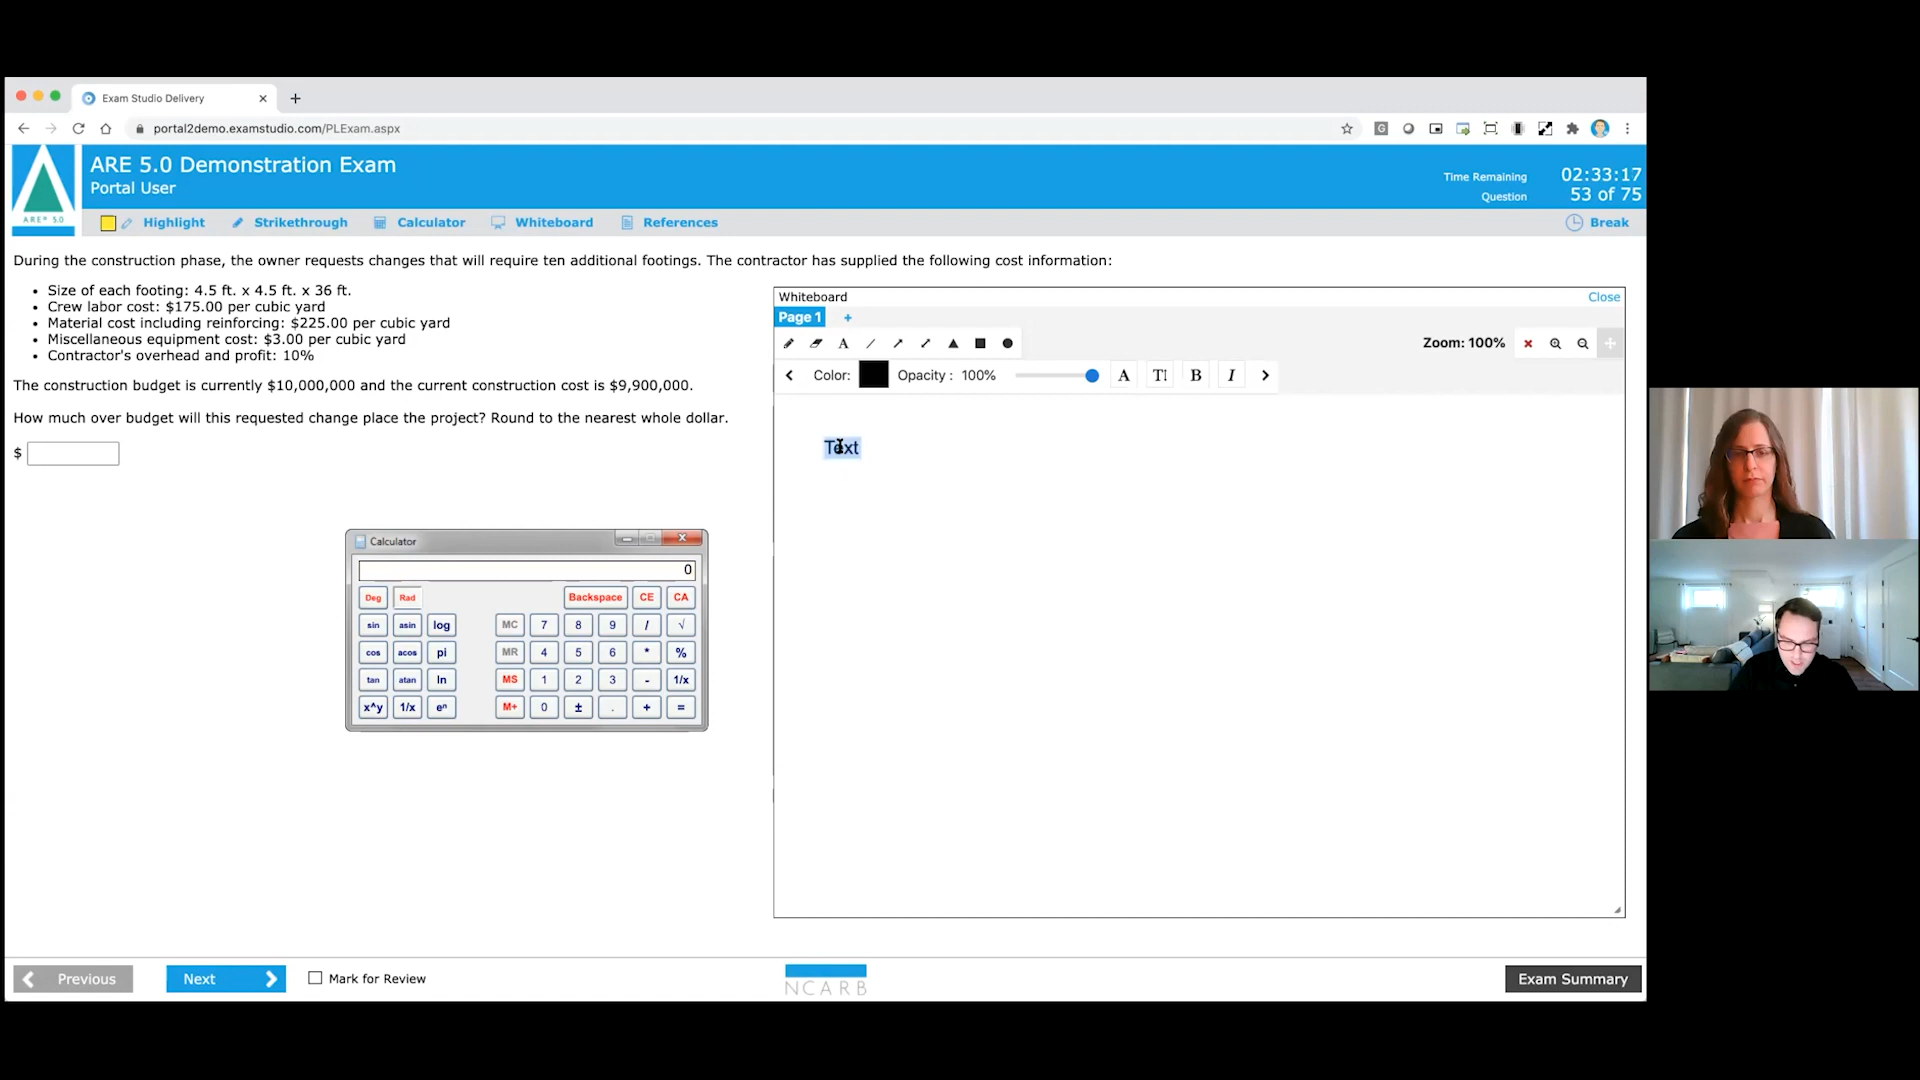 Exam Studio Delivery
portal2demo.examstudio.com/PLExam.aspx
ARE 5.0 Demonstration Exam
Portal User
Time Remaining 02:33:17
Question 53 of 75
ARE® 5.0
Highlight Strikethrough Calculator Whiteboard References Break
During the construction phase, the owner requests changes that will require ten additional footings. The contractor has supplied the following cost information:
• Size of each footing: 4.5 ft. x 4.5 ft. x 36 ft.
• Crew labor cost: $175.00 per cubic yard
• Material cost including reinforcing: $225.00 per cubic yard
• Miscellaneous equipment cost: $3.00 per cubic yard
• Contractor's overhead and profit: 10%
The construction budget is currently $10,000,000 and the current construction cost is $9,900,000.
How much over budget will this requested change place the project? Round to the nearest whole dollar.
$
Whiteboard Close
Page 1 +
A Zoom: 100%
Color: Opacity : 100% A T B I
Text
Calculator
0
Deg Rad Backspace CE CA
sin asin log MC 7 8 9 / √
cos acos pi MR 4 5 6 * %
tan atan ln MS 1 2 3 - 1/x
x^y 1/x eⁿ M+ 0 ± . + =
Previous Next Mark for Review
NCARB
Exam Summary